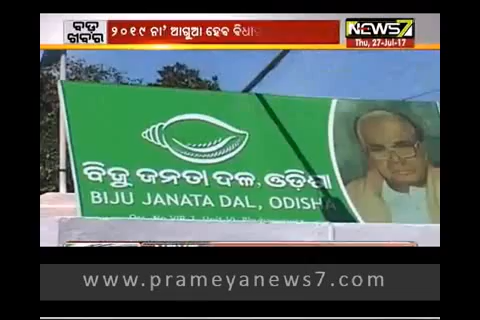 ବଡ଼ ଖବର
୨୦୧୯ ନା’ ଆଗୁଆ ହେବ
NEWS7
Thu, 27-Jul-17
ବିଜୁ ଜନତା ଦଳ, ଓଡ଼ିଶା
BIJU JANATA DAL, ODISHA
www.prameyanews7.com